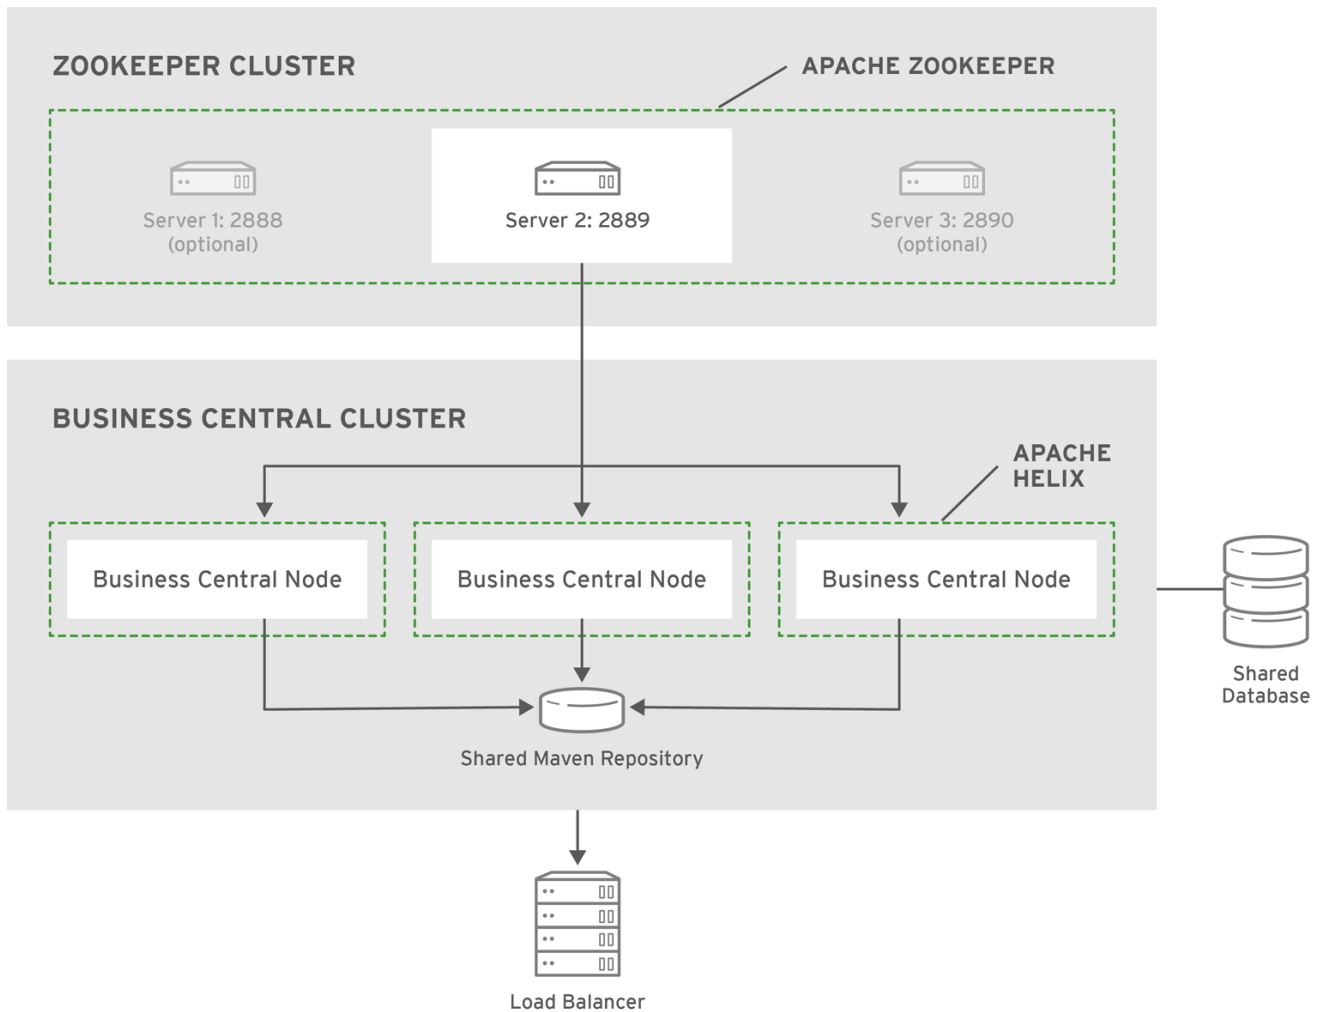 ZOOKEEPER CLUSTER
APACHE ZOOKEEPER
Server 1: 2888
(optional)
Server 2: 2889
Server 3: 2890
(optional)
BUSINESS CENTRAL CLUSTER
APACHE
HELIX
Business Central Node
Business Central Node
Business Central Node
Shared
Database
Shared Maven Repository
Load Balancer